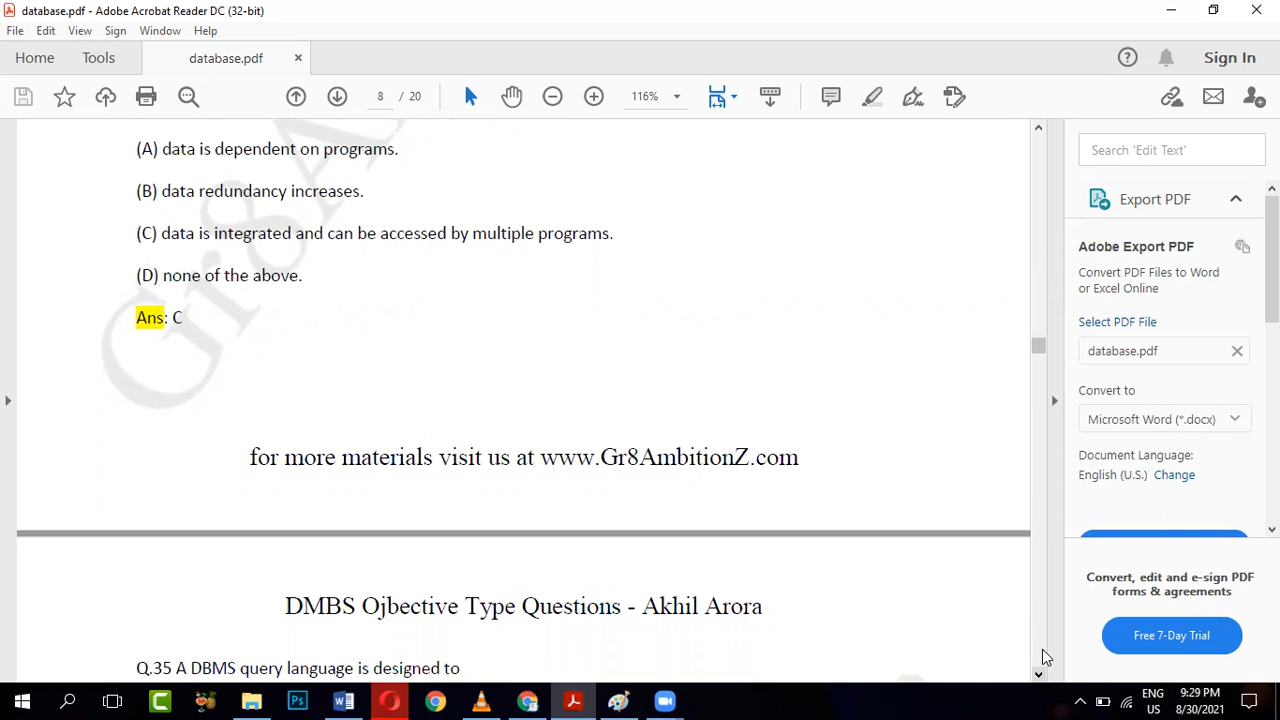 database.pdf - Adobe Acrobat Reader DC (32-bit)
File Edit View Sign Window Help
Home Tools database.pdf × Sign In
8 / 20 116%
(A) data is dependent on programs.
(B) data redundancy increases.
(C) data is integrated and can be accessed by multiple programs.
(D) none of the above.
Ans: C
for more materials visit us at www.Gr8AmbitionZ.com
DMBS Ojbective Type Questions - Akhil Arora
Q.35 A DBMS query language is designed to
Gr8A
Search 'Edit Text'
Export PDF
Adobe Export PDF
Convert PDF Files to Word
or Excel Online
Select PDF File
database.pdf
Convert to
Microsoft Word (*.docx)
Document Language:
English (U.S.) Change
Convert, edit and e-sign PDF
forms & agreements
Free 7-Day Trial
ENG
US
9:29 PM
8/30/2021